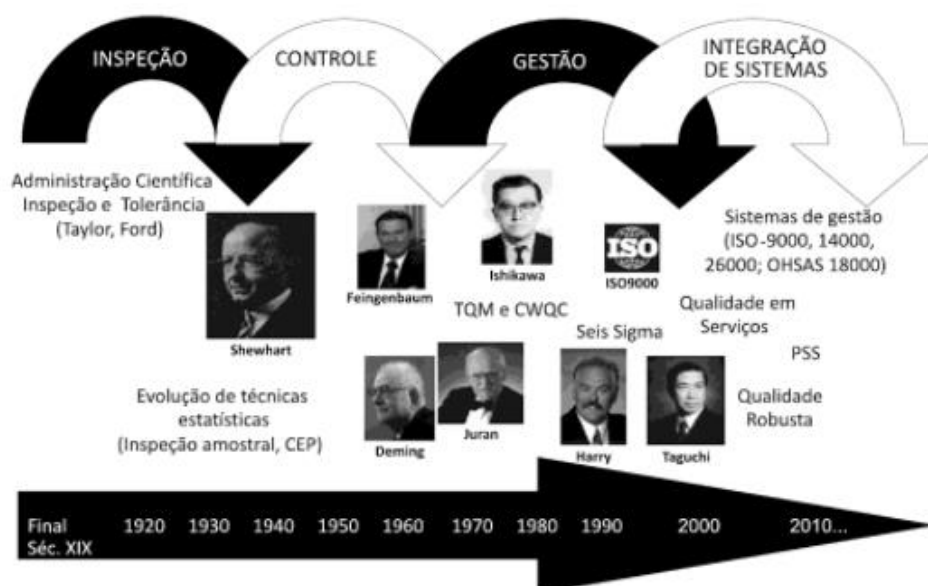 INSPEÇÃO
CONTROLE
GESTÃO
INTEGRAÇÃO
DE SISTEMAS
Administração Científica
Inspeção e Tolerância
(Taylor, Ford)
Shewhart
Evolução de técnicas
estatísticas
(Inspeção amostral, CEP)
Feingenbaum
Ishikawa
TQM e CWQC
Deming
Juran
ISO
ISO9000
Seis Sigma
Harry
Taguchi
Sistemas de gestão
(ISO-9000, 14000,
26000; OHSAS 18000)
Qualidade em
Serviços
PSS
Qualidade
Robusta
Final
Séc. XIX
1920 1930 1940 1950 1960 1970 1980 1990 2000 2010...